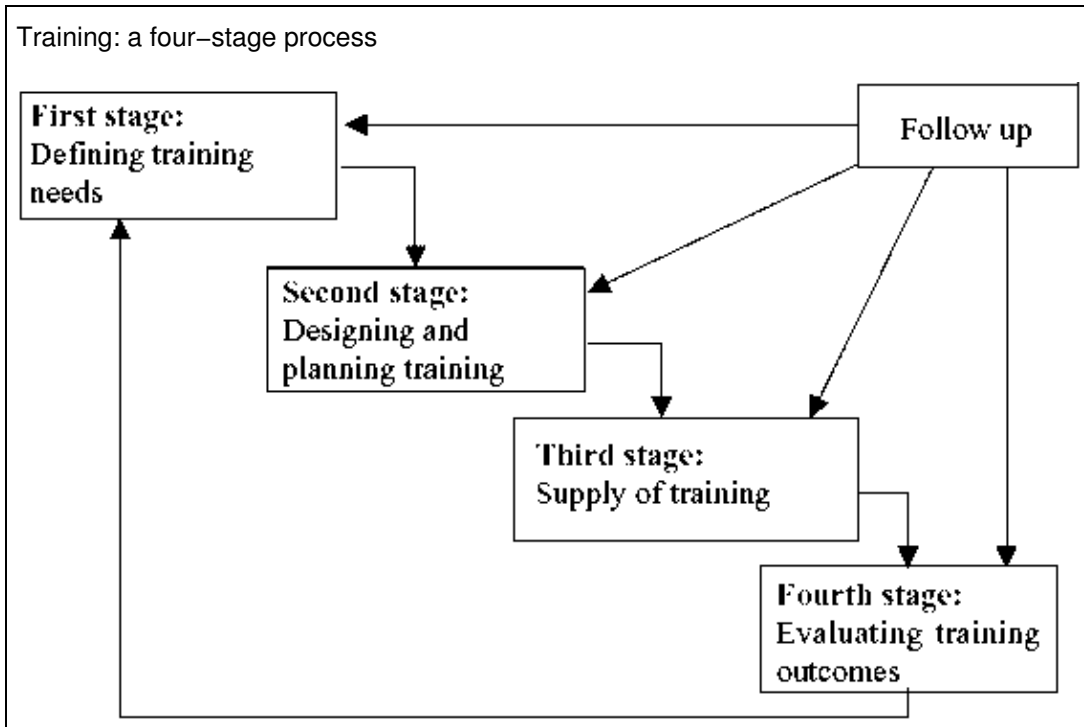 Training: a four−stage process
First stage:
Defining training
needs
Follow up
Second stage:
Designing and
planning training
Third stage:
Supply of training
Fourth stage:
Evaluating training
outcomes